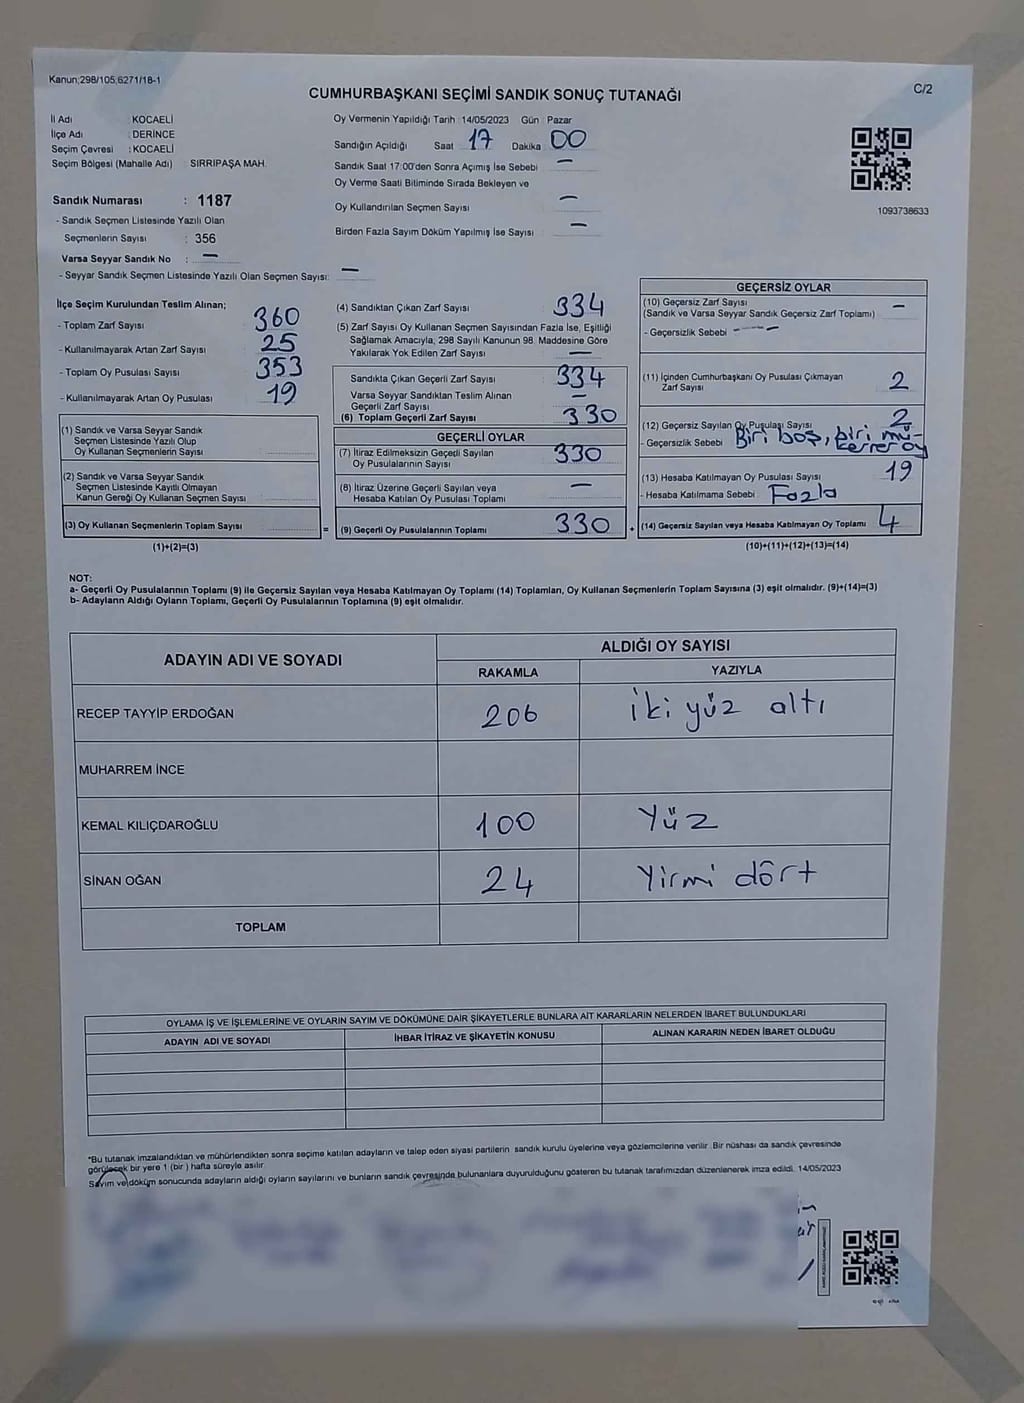 Kanun;298/105,6271/18-1
C/2
CUMHURBAŞKANI SEÇİMİ SANDIK SONUÇ TUTANAĞI
İl Adı : KOCAELİ
İlçe Adı : DERİNCE
Seçim Çevresi : KOCAELİ
Seçim Bölgesi (Mahalle Adı) : SIRRIPAŞA MAH.
Sandık Numarası : 1187
- Sandık Seçmen Listesinde Yazılı Olan
Seçmenlerin Sayısı : 356
Varsa Seyyar Sandık No : —
- Seyyar Sandık Seçmen Listesinde Yazılı Olan Seçmen Sayısı: —
Oy Vermenin Yapıldığı Tarih 14/05/2023 Gün Pazar
Sandığın Açıldığı Saat 17 Dakika 00
Sandık Saat 17:00'den Sonra Açımış İse Sebebi —
Oy Verme Saati Bitiminde Sırada Bekleyen ve
Oy Kullandırılan Seçmen Sayısı —
Birden Fazla Sayım Döküm Yapılmış İse Sayısı —
1093738633
İlçe Seçim Kurulundan Teslim Alınan;
- Toplam Zarf Sayısı 360
- Kullanılmayarak Artan Zarf Sayısı 25
- Toplam Oy Pusulası Sayısı 353
- Kullanılmayarak Artan Oy Pusulası 19
(1) Sandık ve Varsa Seyyar Sandık
Seçmen Listesinde Yazılı Olup
Oy Kullanan Seçmenlerin Sayısı
(2) Sandık ve Varsa Seyyar Sandık
Seçmen Listesinde Kayıtlı Olmayan
Kanun Gereği Oy Kullanan Seçmen Sayısı
(3) Oy Kullanan Seçmenlerin Toplam Sayısı =
(1)+(2)=(3)
(4) Sandıktan Çıkan Zarf Sayısı 334
(5) Zarf Sayısı Oy Kullanan Seçmen Sayısından Fazla İse, Eşitliği
Sağlamak Amacıyla, 298 Sayılı Kanunun 98. Maddesine Göre
Yakılarak Yok Edilen Zarf Sayısı —
Sandıkta Çıkan Geçerli Zarf Sayısı 334
Varsa Seyyar Sandıktan Teslim Alınan
Geçerli Zarf Sayısı —
(6) Toplam Geçerli Zarf Sayısı 330
GEÇERLİ OYLAR
(7) İtiraz Edilmeksizin Geçerli Sayılan
Oy Pusulalarının Sayısı 330
(8) İtiraz Üzerine Geçerli Sayılan veya
Hesaba Katılan Oy Pusulası Toplamı —
(9) Geçerli Oy Pusulalarının Toplamı 330 +
GEÇERSİZ OYLAR
(10) Geçersiz Zarf Sayısı
(Sandık ve Varsa Seyyar Sandık Geçersiz Zarf Toplamı) —
- Geçersizlik Sebebi — — —
(11) İçinden Cumhurbaşkanı Oy Pusulası Çıkmayan
Zarf Sayısı 2
(12) Geçersiz Sayılan Oy Pusulası Sayısı 2
- Geçersizlik Sebebi Biri boş, biri mü-
kerrer oy
(13) Hesaba Katılmayan Oy Pusulası Sayısı 19
- Hesaba Katılmama Sebebi Fazla
(14) Geçersiz Sayılan veya Hesaba Katılmayan Oy Toplamı 4
(10)+(11)+(12)+(13)=(14)
NOT:
a- Geçerli Oy Pusulalarının Toplamı (9) ile Geçersiz Sayılan veya Hesaba Katılmayan Oy Toplamı (14) Toplamları, Oy Kullanan Seçmenlerin Toplam Sayısına (3) eşit olmalıdır. (9)+(14)=(3)
b- Adayların Aldığı Oyların Toplamı, Geçerli Oy Pusulalarının Toplamına (9) eşit olmalıdır.
ADAYIN ADI VE SOYADI
ALDIĞI OY SAYISI
RAKAMLA YAZIYLA
RECEP TAYYİP ERDOĞAN 206 iki yüz altı
MUHARREM İNCE
KEMAL KILIÇDAROĞLU 100 Yüz
SİNAN OĞAN 24 Yirmi dört
TOPLAM
OYLAMA İŞ VE İŞLEMLERİNE VE OYLARIN SAYIM VE DÖKÜMÜNE DAİR ŞİKAYETLERLE BUNLARA AİT KARARLARIN NELERDEN İBARET BULUNDUKLARI
ADAYIN ADI VE SOYADI İHBAR İTİRAZ VE ŞİKAYETİN KONUSU ALINAN KARARIN NEDEN İBARET OLDUĞU
*Bu tutanak imzalandıktan ve mühürlendikten sonra seçime katılan adayların ve talep eden siyasi partilerin sandık kurulu üyelerine veya gözlemcilerine verilir. Bir nüshası da sandık çevresinde
görülecek bir yere 1 (bir) hafta süreyle asılır.
Sayım ve döküm sonucunda adayların aldığı oyların sayılarını ve bunların sandık çevresinde bulunanlara duyurulduğunu gösteren bu tutanak tarafımızdan düzenlenerek imza edildi. 14/05/2023